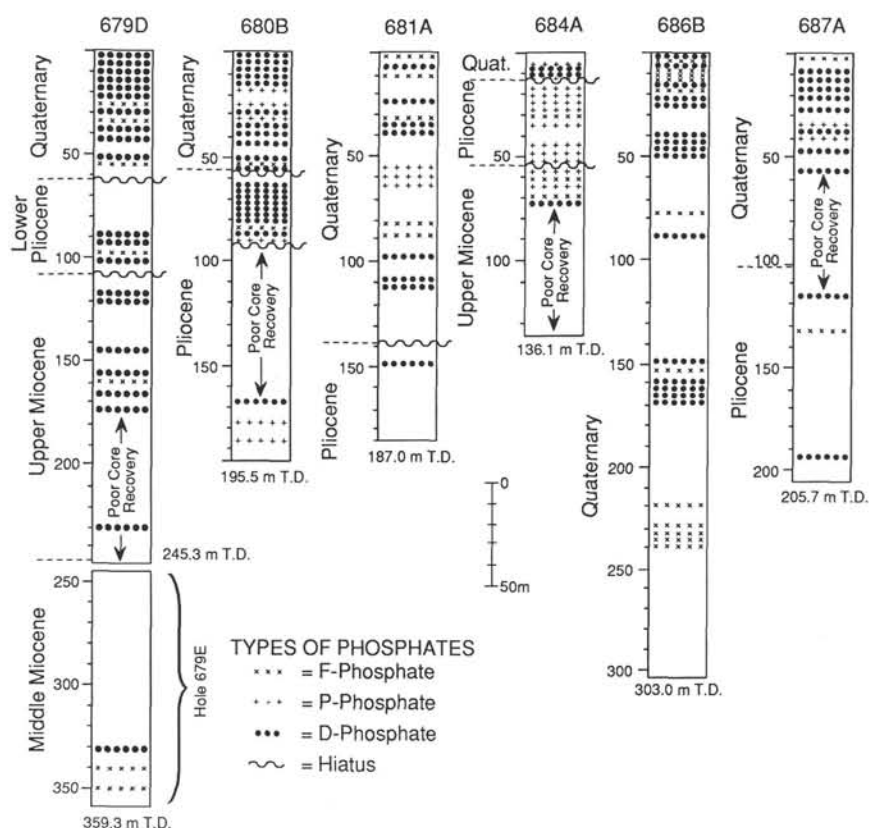 679D
680B
681A
684A
686B
687A
Quaternary
Lower
Pliocene
Upper Miocene
Middle Miocene
50
100
150
200
250
300
350
Poor Core
Recovery
245.3 m T.D.
Hole 679E
359.3 m T.D.
Quaternary
Pliocene
50
100
150
Poor Core
Recovery
195.5 m T.D.
Quaternary
Pliocene
50
100
150
187.0 m T.D.
Quat.
Pliocene
Upper Miocene
50
100
Poor Core
Recovery
136.1 m T.D.
0
50m
Quaternary
50
100
150
200
250
300
303.0 m T.D.
Quaternary
Pliocene
50
100
150
200
Poor Core
Recovery
205.7 m T.D.
TYPES OF PHOSPHATES
x x x = F-Phosphate
+ + + = P-Phosphate
••• = D-Phosphate
= Hiatus